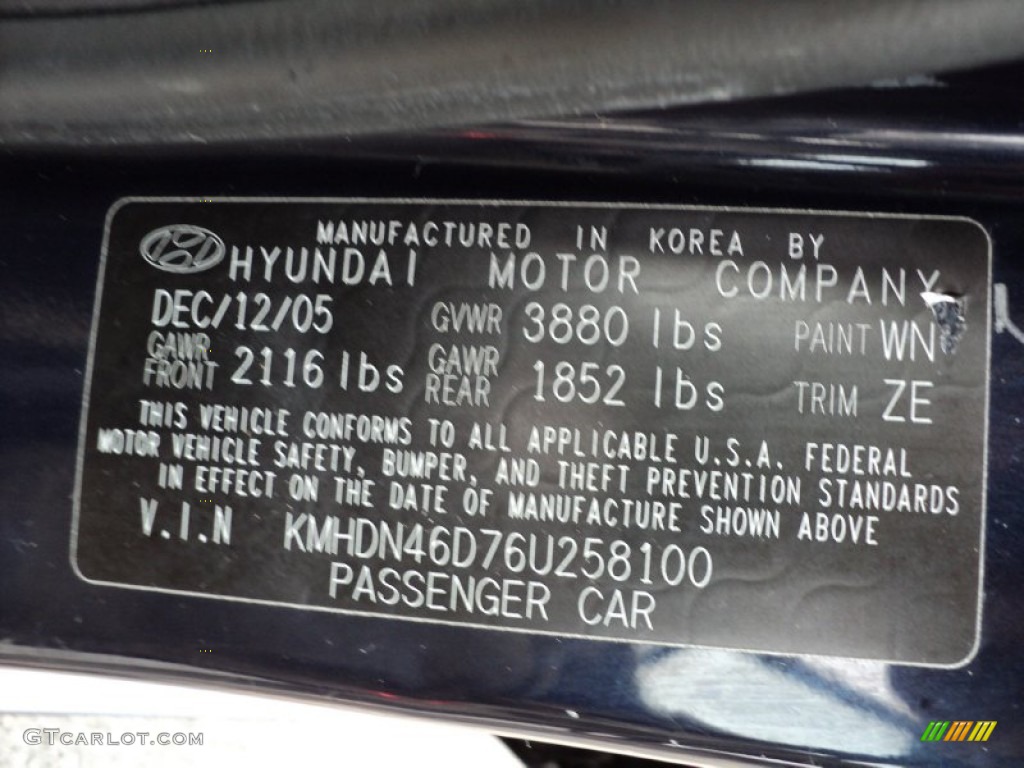 MANUFACTURED IN KOREA BY
HYUNDAI MOTOR COMPANY
DEC/12/05 GVWR 3880 lbs PAINT WN
GAWR FRONT 2116 lbs GAWR REAR 1852 lbs TRIM ZE
THIS VEHICLE CONFORMS TO ALL APPLICABLE U.S.A. FEDERAL
MOTOR VEHICLE SAFETY, BUMPER, AND THEFT PREVENTION STANDARDS
IN EFFECT ON THE DATE OF MANUFACTURE SHOWN ABOVE
V.I.N KMHDN46D76U258100
PASSENGER CAR
GTCARLOT.COM